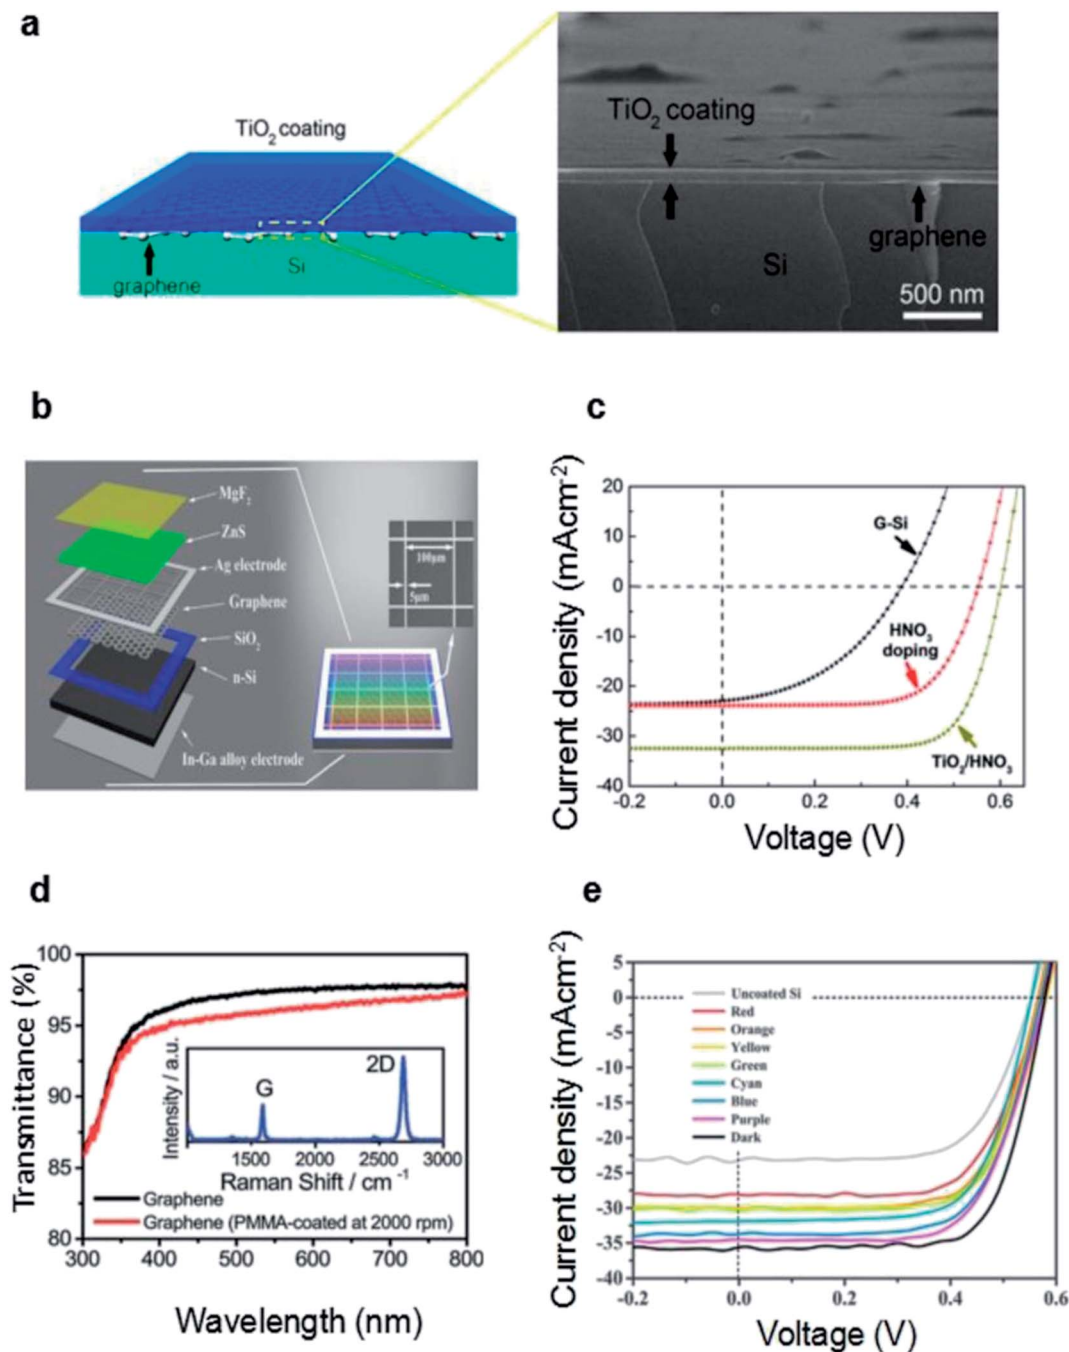 a
TiO2 coating
graphene
Si
TiO2 coating
graphene
Si
500 nm
b
MgF2
ZnS
Ag electrode
Graphene
SiO2
n-Si
In-Ga alloy electrode
100μm
5μm
c
Current density (mAcm-2)
20
10
0
-10
-20
-30
-40
-0.2 0.0 0.2 0.4 0.6
Voltage (V)
G-Si
HNO3
doping
TiO2/HNO3
d
Transmittance (%)
100
95
90
85
80
300 400 500 600 700 800
Wavelength (nm)
Intensity / a.u.
G
2D
1500 2000 2500 3000
Raman Shift / cm -1
Graphene
Graphene (PMMA-coated at 2000 rpm)
e
Current density (mAcm-2)
5
0
-5
-10
-15
-20
-25
-30
-35
-40
Uncoated Si
Red
Orange
Yellow
Green
Cyan
Blue
Purple
Dark
-0.2 0.0 0.2 0.4 0.6
Voltage (V)